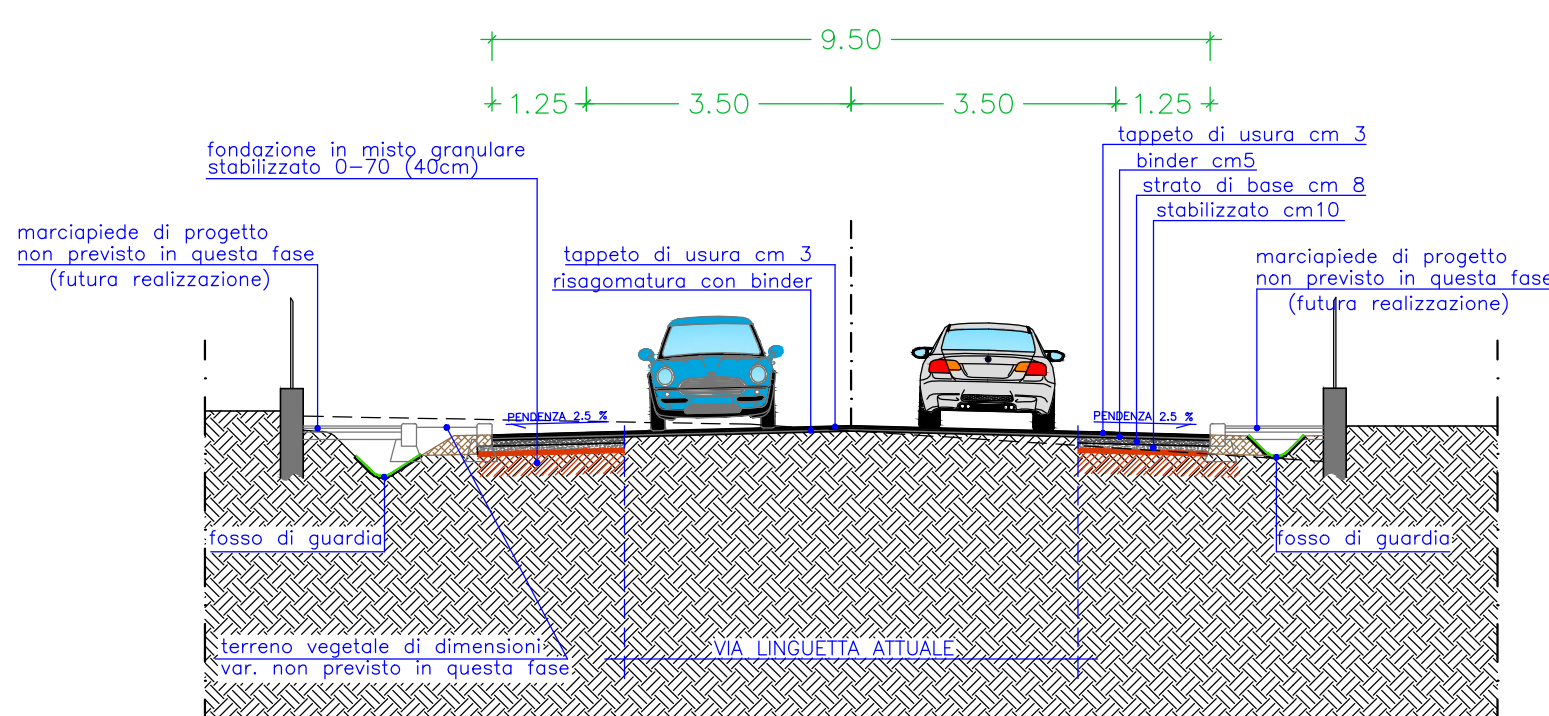 9.50
1.25
3.50
3.50
1.25
tappeto di usura cm 3
binder cm5
strato di base cm 8
stabilizzato cm10
fondazione in misto granulare
stabilizzato 0-70 (40cm)
marciapiede di progetto
non previsto in questa fase
(futura realizzazione)
tappeto di usura cm 3
risagomatura con binder
marciapiede di progetto
non previsto in questa fase
(futura realizzazione)
PENDENZA 2.5 %
PENDENZA 2.5 %
fosso di guardia
fosso di guardia
terreno vegetale di dimensioni
var. non previsto in questa fase
VIA LINGUETTA ATTUALE